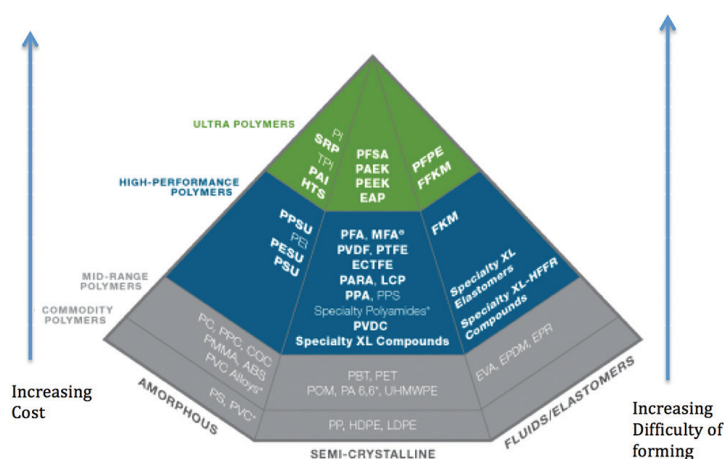 ULTRA POLYMERS
HIGH-PERFORMANCE
POLYMERS
MID-RANGE
POLYMERS
COMMODITY
POLYMERS
PI
SRP
TPI
PAI
HTS
PFSA
PAEK
PEEK
EAP
PFPE
FFKM
PPSU
PEI
PESU
PSU
PFA, MFA®
PVDF, PTFE
ECTFE
PARA, LCP
PPA, PPS
Specialty Polyamides*
PVDC
Specialty XL Compounds
FKM
Specialty XL
Elastomers
Specialty XL-HFFR
Compounds
PC, PPC, COC
PMMA, ABS
PVC Alloys*
PS, PVC*
PBT, PET
POM, PA 6,6*, UHMWPE
PP, HDPE, LDPE
EVA, EPDM, EPR
AMORPHOUS
SEMI-CRYSTALLINE
FLUIDS/ELASTOMERS
Increasing
Cost
Increasing
Difficulty of
forming